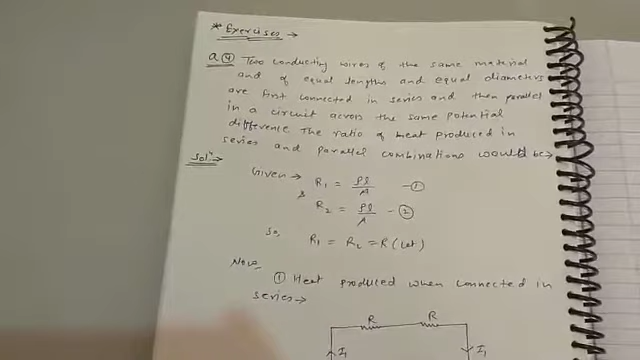 * Exercises →
Q ④ Two conducting wires of the same material
and of equal lengths and equal diameters
are first connected in series and then parallel
in a circuit across the same potential
difference The ratio of heat produced in
series and parallel combinations would be →
Solⁿ →
Given → R₁ = ρl/A - ①
&
R₂ = ρl/A - ②
So, R₁ = R₂ = R (let)
Now,
① Heat produced when connected in
series →
R R
I₁ I₁